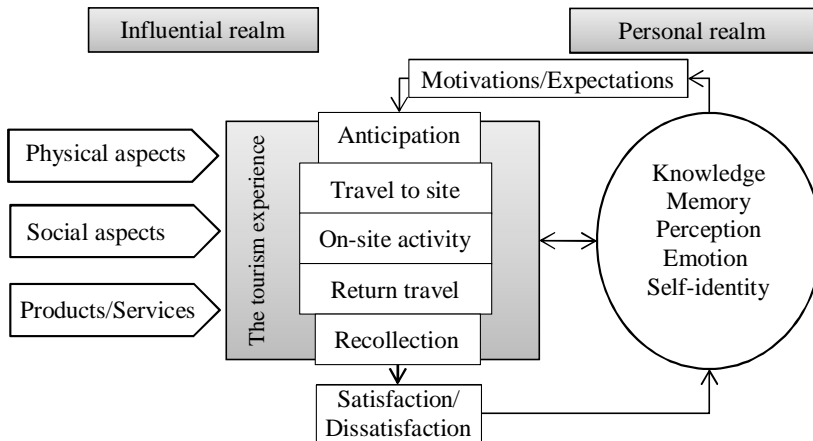 Influential realm
Personal realm
Motivations/Expectations
Physical aspects
Social aspects
Products/Services
The tourism experience
Anticipation
Travel to site
On-site activity
Return travel
Recollection
Satisfaction/
Dissatisfaction
Knowledge
Memory
Perception
Emotion
Self-identity